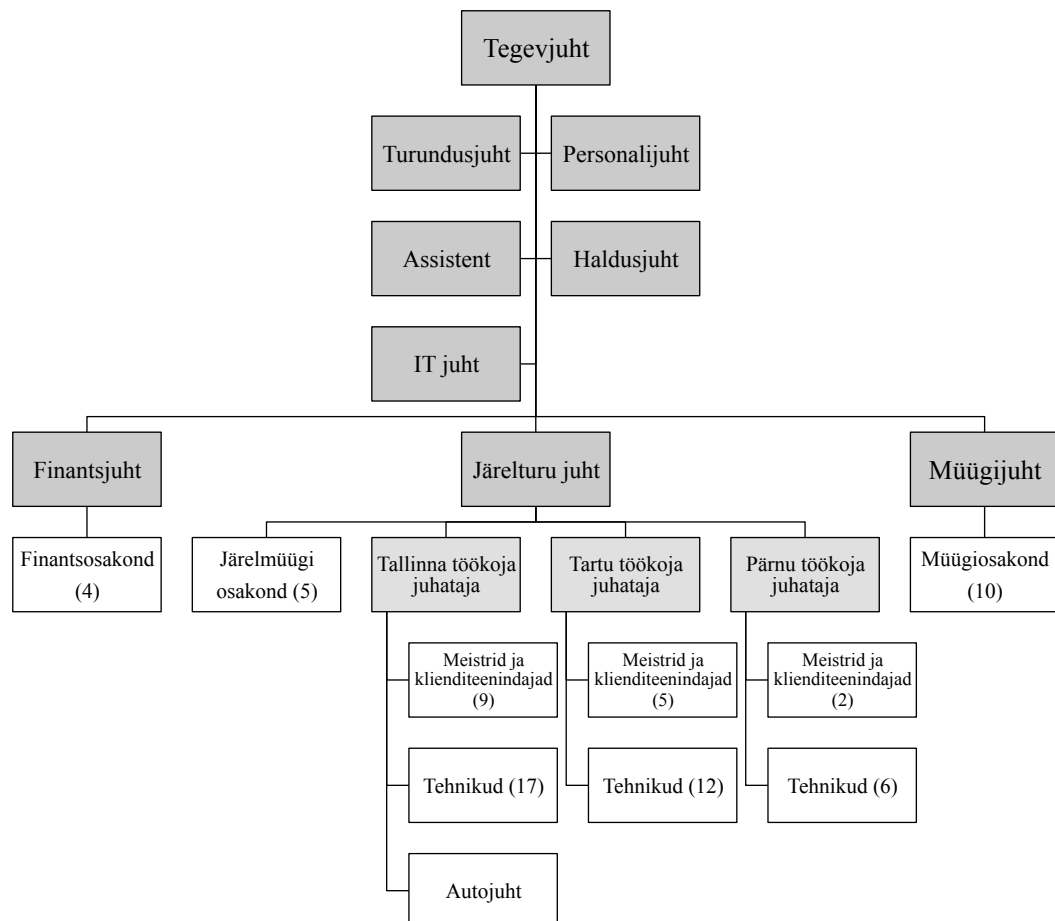 Tegevjuht
Turundusjuht
Personalijuht
Assistent
Haldusjuht
IT juht
Finantsjuht
Järelturu juht
Müügijuht
Finantsosakond
(4)
Järelmüügi
osakond (5)
Tallinna töökoja
juhataja
Tartu töökoja
juhataja
Pärnu töökoja
juhataja
Müügiosakond
(10)
Meistrid ja
klienditeenindajad
(9)
Meistrid ja
klienditeenindajad
(5)
Meistrid ja
klienditeenindajad
(2)
Tehnikud (17)
Tehnikud (12)
Tehnikud (6)
Autojuht